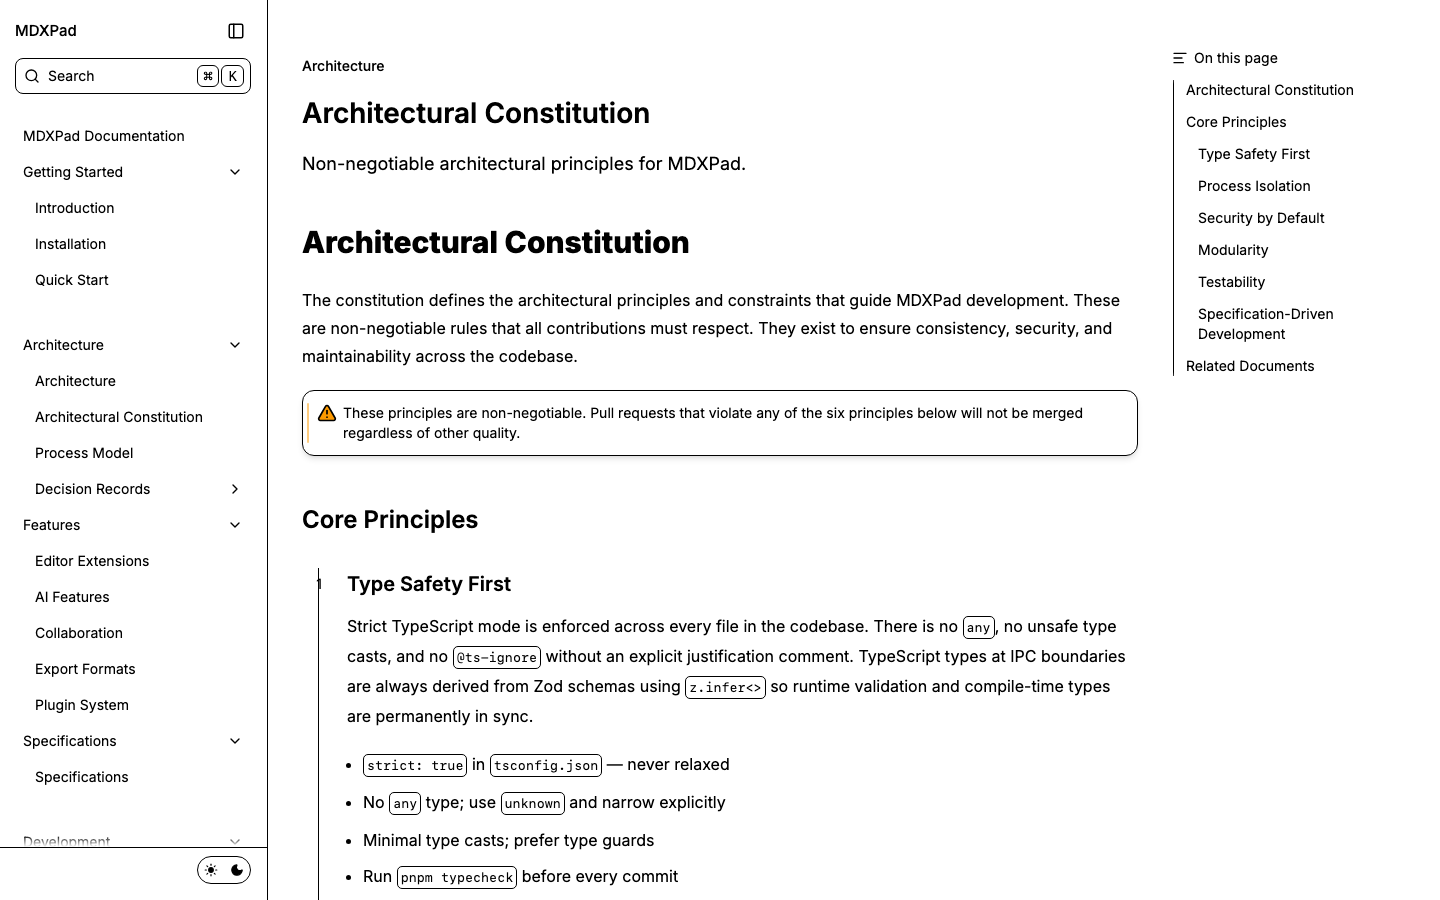 MDXPad
Search
⌘ K
MDXPad Documentation
Getting Started
Introduction
Installation
Quick Start
Architecture
Architecture
Architectural Constitution
Process Model
Decision Records
Features
Editor Extensions
AI Features
Collaboration
Export Formats
Plugin System
Specifications
Specifications
Development
Architecture
Architectural Constitution
Non-negotiable architectural principles for MDXPad.
Architectural Constitution
The constitution defines the architectural principles and constraints that guide MDXPad development. These
are non-negotiable rules that all contributions must respect. They exist to ensure consistency, security, and
maintainability across the codebase.
These principles are non-negotiable. Pull requests that violate any of the six principles below will not be merged
regardless of other quality.
Core Principles
1
Type Safety First
Strict TypeScript mode is enforced across every file in the codebase. There is no any, no unsafe type
casts, and no @ts-ignore without an explicit justification comment. TypeScript types at IPC boundaries
are always derived from Zod schemas using z.infer<> so runtime validation and compile-time types
are permanently in sync.
• strict: true in tsconfig.json — never relaxed
• No any type; use unknown and narrow explicitly
• Minimal type casts; prefer type guards
• Run pnpm typecheck before every commit
On this page
Architectural Constitution
Core Principles
Type Safety First
Process Isolation
Security by Default
Modularity
Testability
Specification-Driven
Development
Related Documents